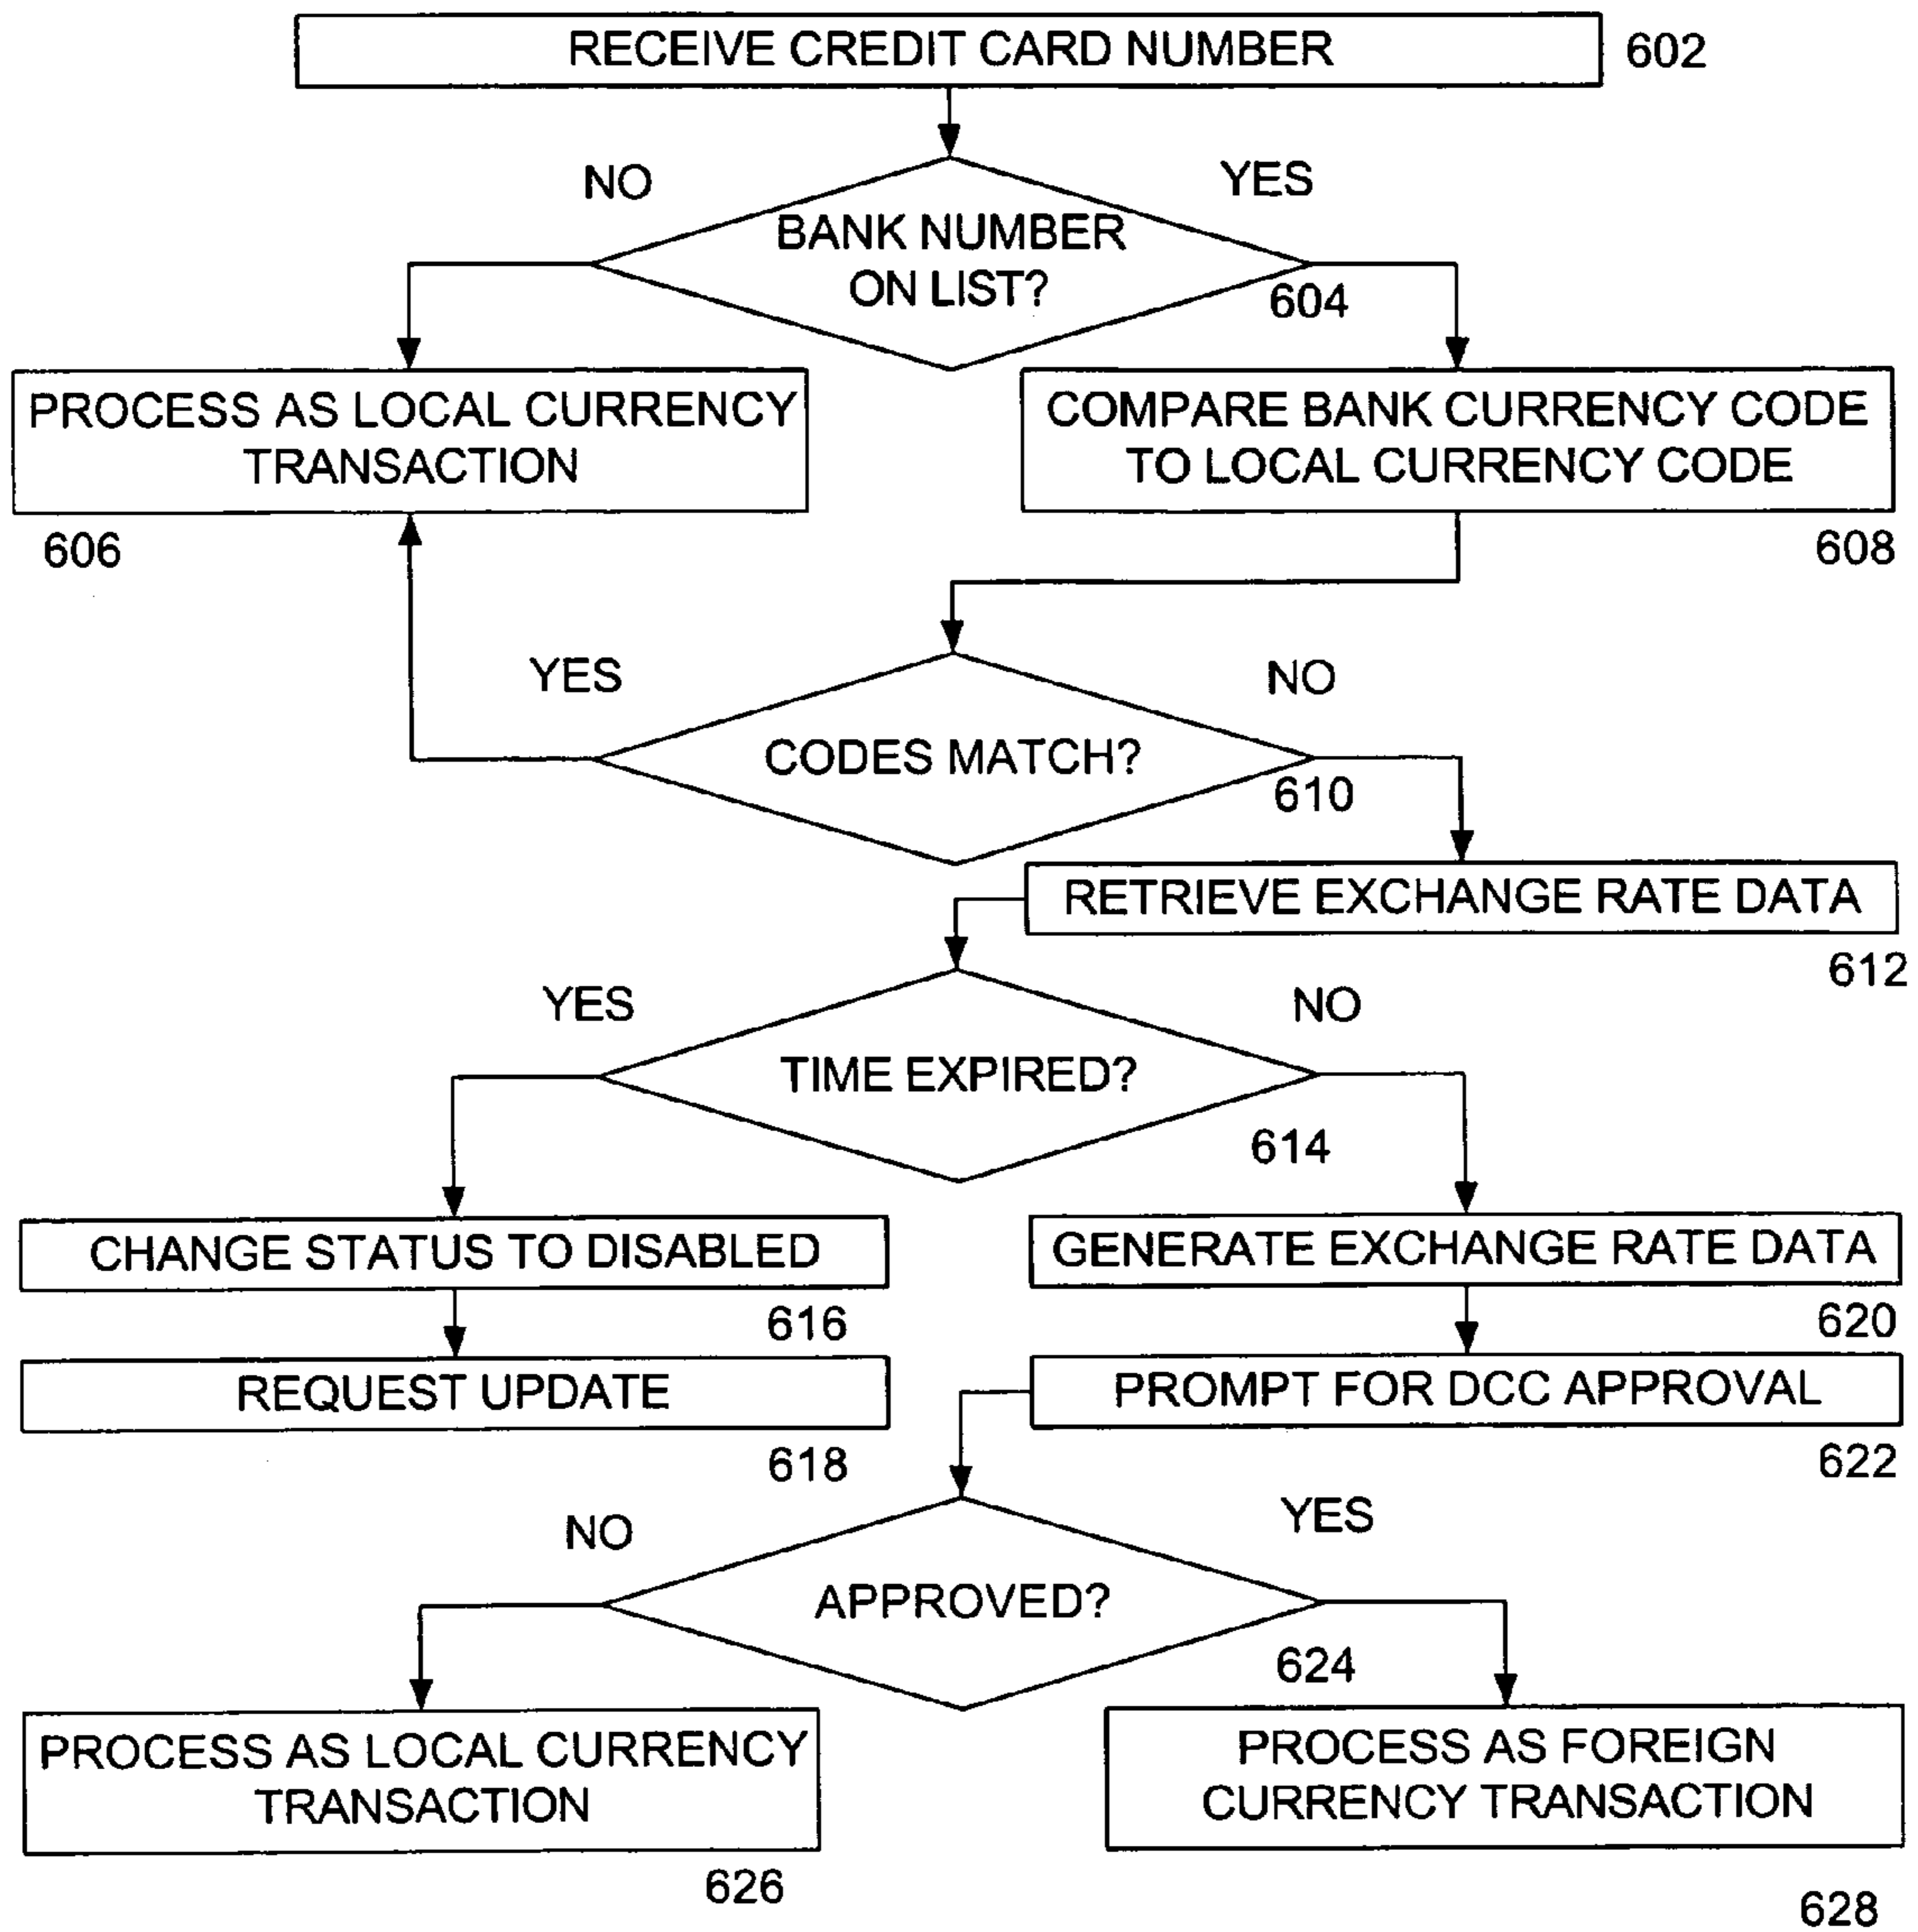 RECEIVE CREDIT CARD NUMBER
602
NO
YES
BANK NUMBER
ON LIST?
604
PROCESS AS LOCAL CURRENCY
TRANSACTION
606
COMPARE BANK CURRENCY CODE
TO LOCAL CURRENCY CODE
608
YES
NO
CODES MATCH?
610
RETRIEVE EXCHANGE RATE DATA
612
YES
NO
TIME EXPIRED?
614
CHANGE STATUS TO DISABLED
616
GENERATE EXCHANGE RATE DATA
620
REQUEST UPDATE
618
PROMPT FOR DCC APPROVAL
622
NO
YES
APPROVED?
624
PROCESS AS LOCAL CURRENCY
TRANSACTION
626
PROCESS AS FOREIGN
CURRENCY TRANSACTION
628